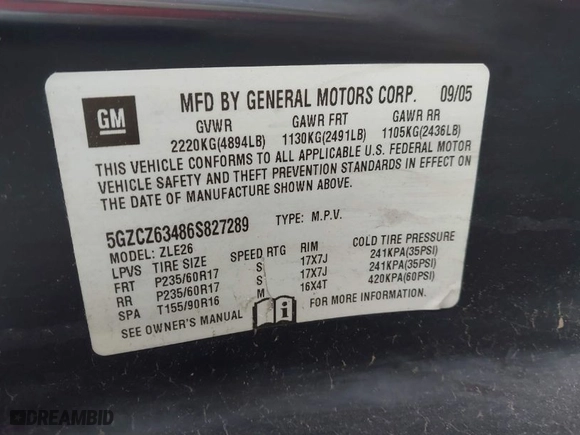 GM
MFD BY GENERAL MOTORS CORP. 09/05
GVWR GAWR FRT GAWR RR
2220KG(4894LB) 1130KG(2491LB) 1105KG(2436LB)
THIS VEHICLE CONFORMS TO ALL APPLICABLE U.S. FEDERAL MOTOR
VEHICLE SAFETY AND THEFT PREVENTION STANDARDS IN EFFECT ON
THE DATE OF MANUFACTURE SHOWN ABOVE.
5GZCZ63486S827289 TYPE: M.P.V.
MODEL: ZLE26
LPVS TIRE SIZE SPEED RTG RIM COLD TIRE PRESSURE
FRT P235/60R17 S 17X7J 241KPA(35PSI)
RR P235/60R17 S 17X7J 241KPA(35PSI)
SPA T155/90R16 M 16X4T 420KPA(60PSI)
SEE OWNER'S MANUAL i FOR MORE INFORMATION.
DREAMBID